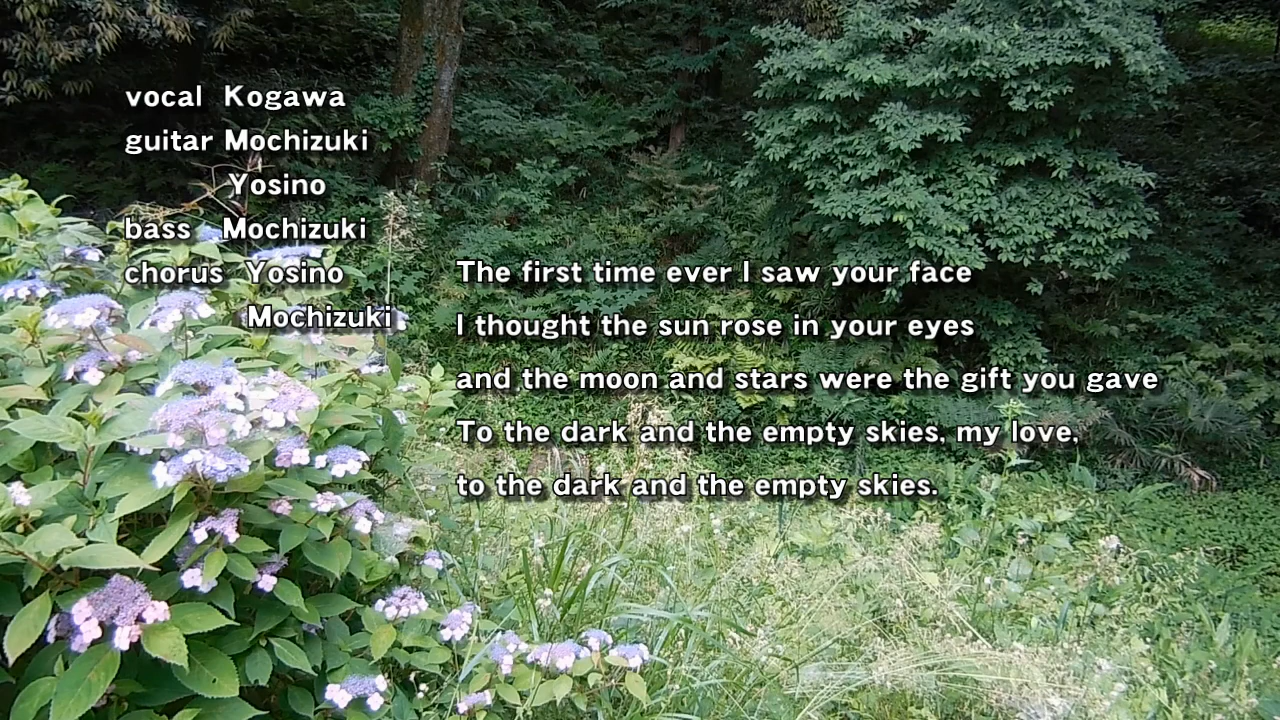 vocal Kogawa
guitar Mochizuki
Yosino
bass Mochizuki
chorus Yosino
Mochizuki
The first time ever I saw your face
I thought the sun rose in your eyes
and the moon and stars were the gift you gave
To the dark and the empty skies, my love,
to the dark and the empty skies.